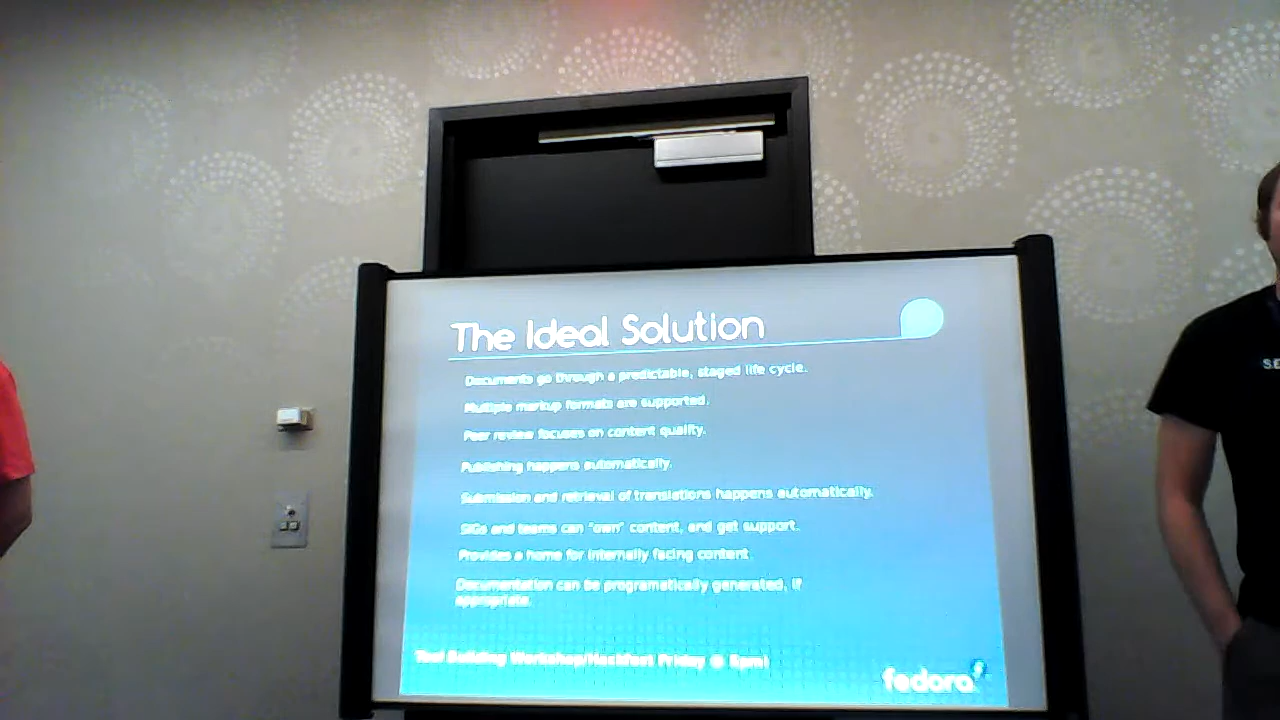 The Ideal Solution
Documents go through a predictable, staged life cycle.
Multiple markup formats are supported.
Peer review focuses on content quality.
Publishing happens automatically.
Submission and retrieval of translations happens automatically.
SIGs and teams can "own" content, and get support.
Provides a home for internally facing content.
Documentation can be programatically generated, if
appropriate.
Tool Building Workshop/Hackfest Friday @
fedora